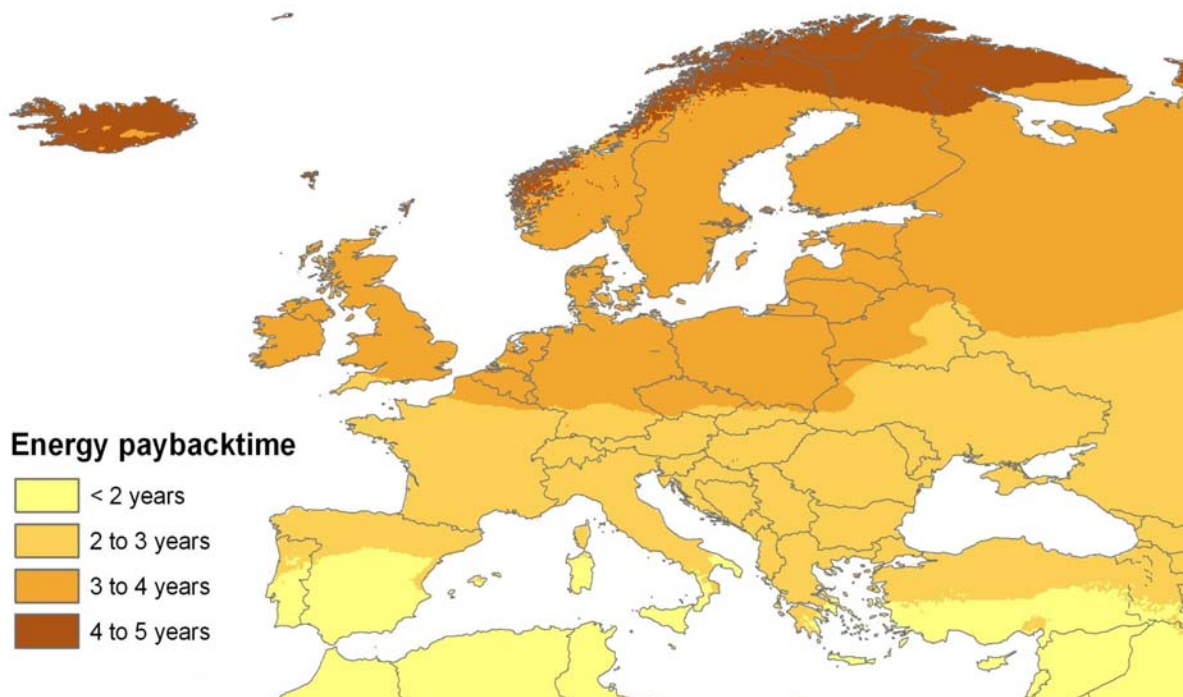 Energy paybacktime
< 2 years
2 to 3 years
3 to 4 years
4 to 5 years